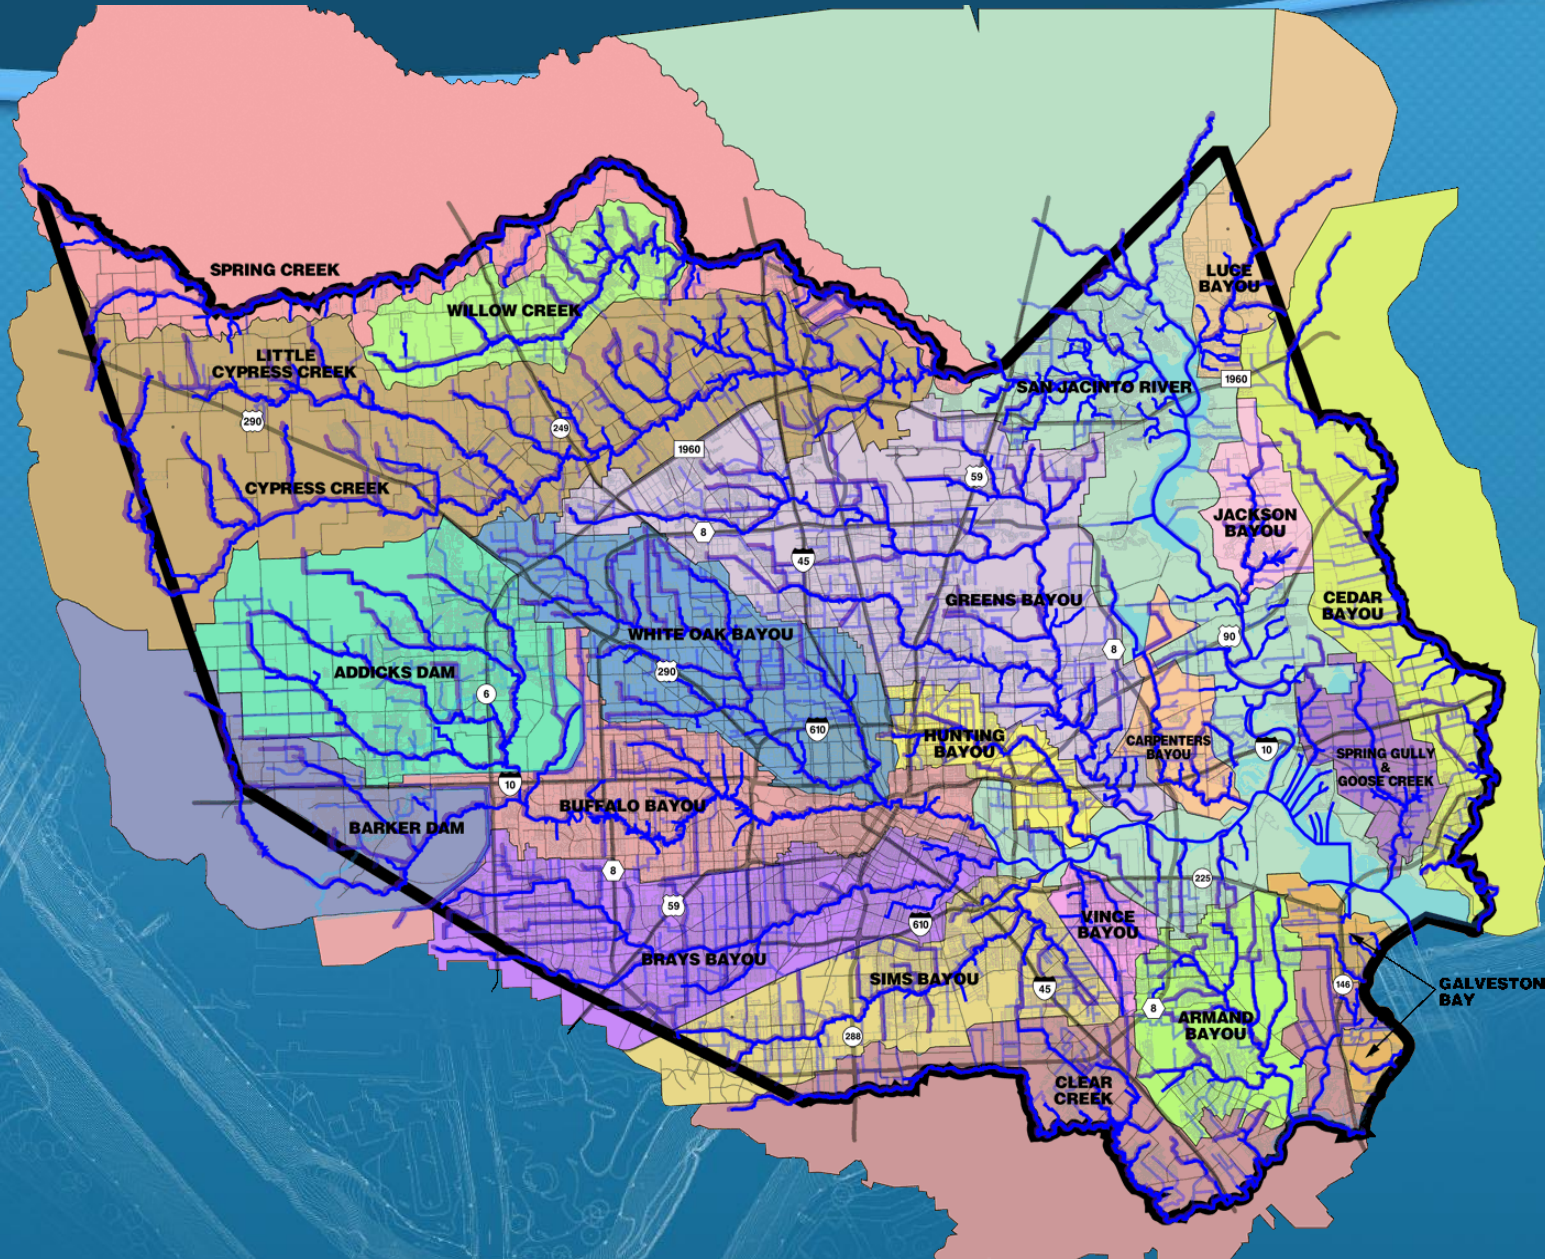 SPRING CREEK
WILLOW CREEK
LUCE
BAYOU
LITTLE
CYPRESS CREEK
1960
SAN JACINTO RIVER
290
249
1960
59
CYPRESS CREEK
8
JACKSON
BAYOU
45
GREENS BAYOU
CEDAR
BAYOU
WHITE OAK BAYOU
90
8
290
ADDICKS DAM
6
610
HUNTING
BAYOU
CARPENTERS
BAYOU
10
SPRING GULLY
&
GOOSE CREEK
10
BUFFALO BAYOU
BARKER DAM
8
225
59
610
VINCE
BAYOU
BRAYS BAYOU
SIMS BAYOU
45
146
GALVESTON
BAY
8
ARMAND
BAYOU
288
CLEAR
CREEK